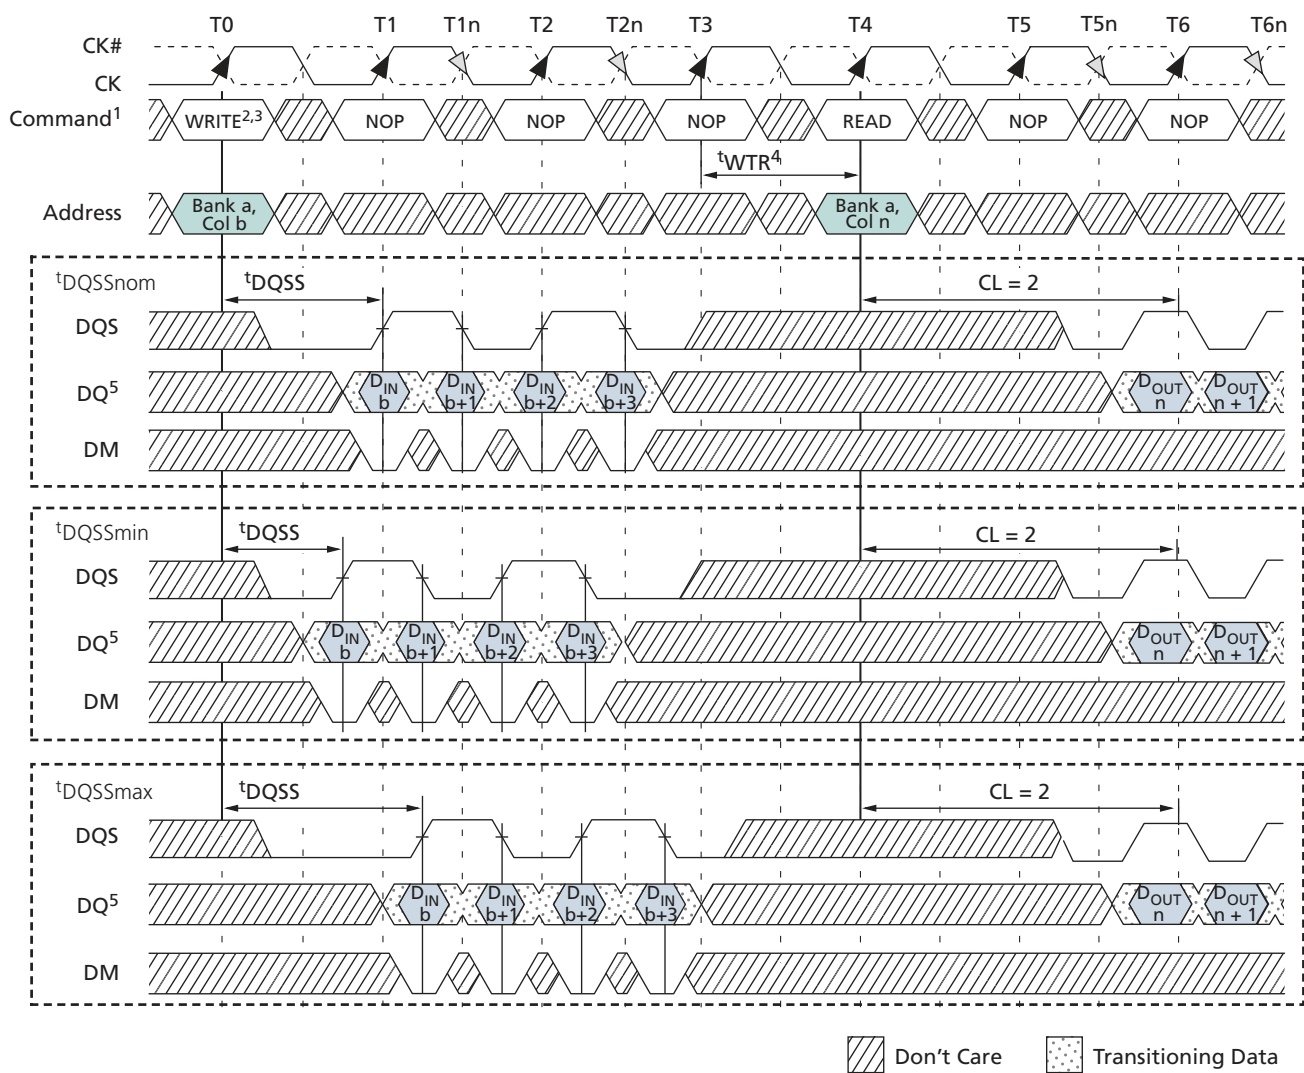 T0 T1 T1n T2 T2n T3 T4 T5 T5n T6 T6n
CK#
CK
Command1 WRITE2,3 NOP NOP NOP READ NOP NOP
tWTR4
Address Bank a, Col b Bank a, Col n
tDQSSnom tDQSS CL = 2
DQS
DQ5 DIN b DIN b+1 DIN b+2 DIN b+3 DOUT n DOUT n + 1
DM
tDQSSmin tDQSS CL = 2
DQS
DQ5 DIN b DIN b+1 DIN b+2 DIN b+3 DOUT n DOUT n + 1
DM
tDQSSmax tDQSS CL = 2
DQS
DQ5 DIN b DIN b+1 DIN b+2 DIN b+3 DOUT n DOUT n + 1
DM
Don't Care Transitioning Data